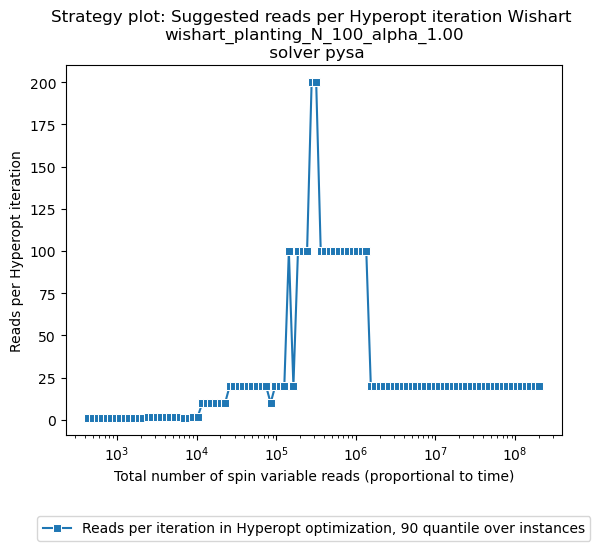 Strategy plot: Suggested reads per Hyperopt iteration Wishart
wishart_planting_N_100_alpha_1.00
solver pysa
200
175
150
125
100
75
50
25
0
Reads per Hyperopt iteration
10³
10⁴
10⁵
10⁶
10⁷
10⁸
Total number of spin variable reads (proportional to time)
Reads per iteration in Hyperopt optimization, 90 quantile over instances